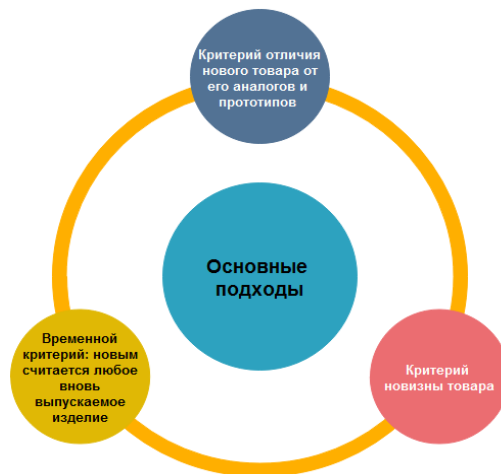 Критерий отличия
нового товара от
его аналогов и
прототипов
Основные
подходы
Временной
критерий: новым
считается любое
вновь
выпускаемое
изделие
Критерий
новизны товара